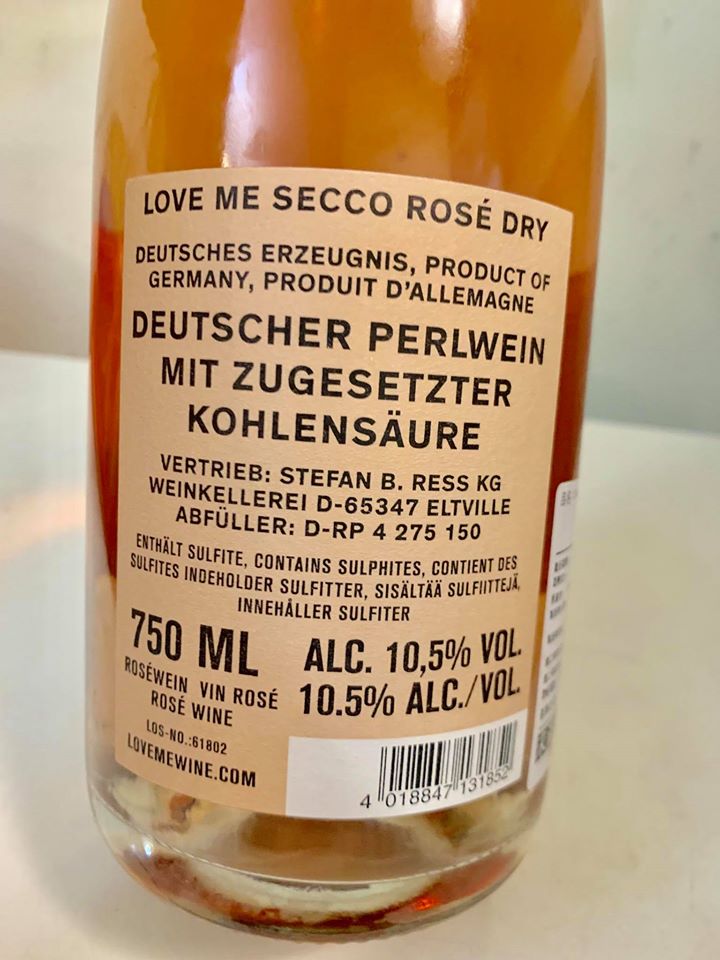 LOVE ME SECCO ROSÉ DRY
DEUTSCHES ERZEUGNIS, PRODUCT OF
GERMANY, PRODUIT D'ALLEMAGNE
DEUTSCHER PERLWEIN
MIT ZUGESETZTER
KOHLENSÄURE
VERTRIEB: STEFAN B. RESS KG
WEINKELLEREI D-65347 ELTVILLE
ABFÜLLER: D-RP 4 275 150
ENTHÄLT SULFITE, CONTAINS SULPHITES, CONTIENT DES
SULFITES INDEHOLDER SULFITTER, SISÄLTÄÄ SULFIITTEJÄ,
INNEHÅLLER SULFITER
750 ML
ROSÉWEIN VIN ROSÉ
ROSÉ WINE
ALC. 10,5% VOL.
10.5% ALC./VOL.
LOS-NO.:61802
LOVEMEWINE.COM
4 018847 131852